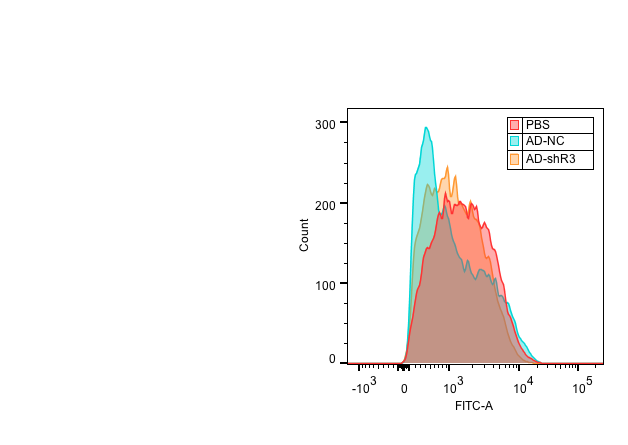 300
200
100
0
Count
PBS
AD-NC
AD-shR3
-10³ 0 10³ 10⁴ 10⁵
FITC-A